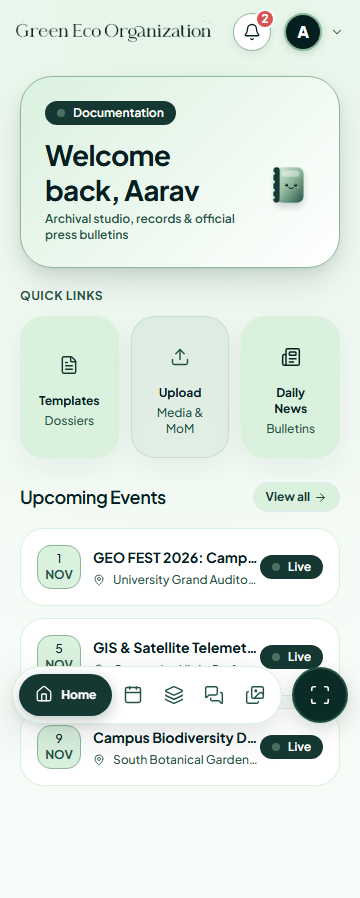 Green Eco Organization
2
A
Documentation
Welcome
back, Aarav
Archival studio, records & official
press bulletins
QUICK LINKS
Templates
Dossiers
Upload
Media &
MoM
Daily
News
Bulletins
Upcoming Events
View all →
1
NOV
GEO FEST 2026: Camp...
University Grand Audito...
Live
5
NOV
GIS & Satellite Telemet...
Live
Home
9
NOV
Campus Biodiversity D...
South Botanical Garden...
Live